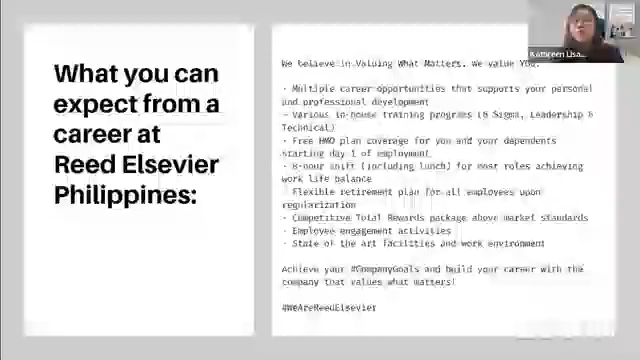 What you can
expect from a
career at
Reed Elsevier
Philippines:
We believe in Valuing What Matters. We value YOU.
- Multiple career opportunities that supports your personal
and professional development
- Various in-house training programs (6 Sigma, Leadership &
Technical)
- Free HMO plan coverage for you and your dependents
starting day 1 of employment
- 8-hour shift (including lunch) for most roles achieving
work life balance
- Flexible retirement plan for all employees upon
regularization
- Competitive Total Rewards package above market standards
- Employee engagement activities
- State of the art facilities and work environment
Achieve your #CompanyGoals and build your career with the
company that values what matters!
#WeAreReedElsevier